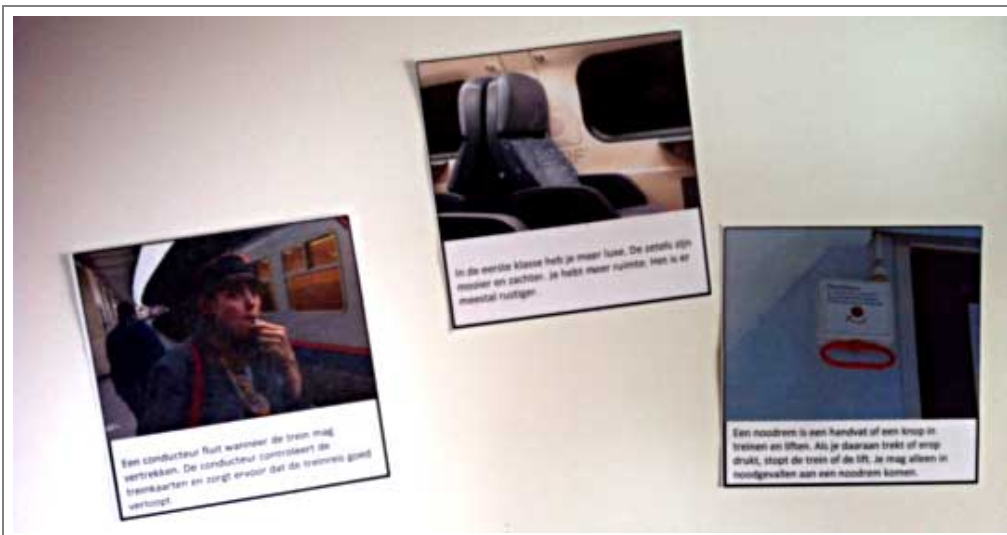 Een conducteur fluit wanneer de trein mag
vertrekken. De conducteur controleert de
treinkaarten en zorgt ervoor dat de treinreis goed
verloopt.
In de eerste klasse heb je meer luxe. De zetels zijn
mooier en zachter. Je hebt meer ruimte. Het is er
meestal rustiger.
Een noodrem is een handvat of een knop in
treinen en liften. Als je daaraan trekt of erop
drukt, stopt de trein of de lift. Je mag alleen in
noodgevallen aan een noodrem komen.